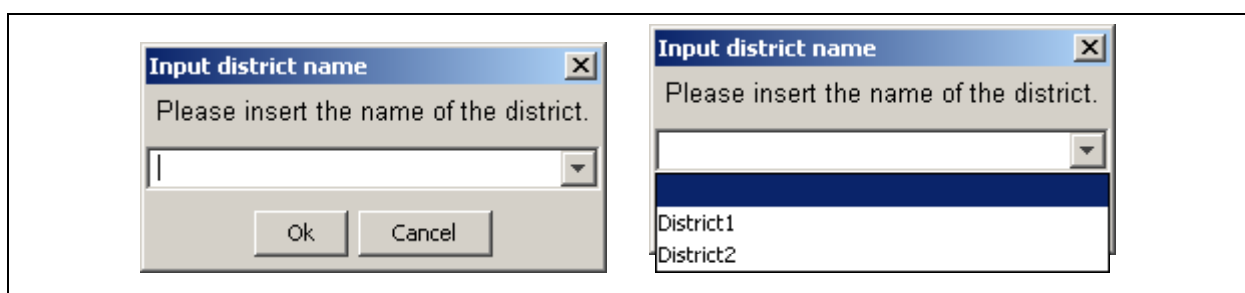 Input district name
Please insert the name of the district.
Ok Cancel
Input district name
Please insert the name of the district.
District1
District2